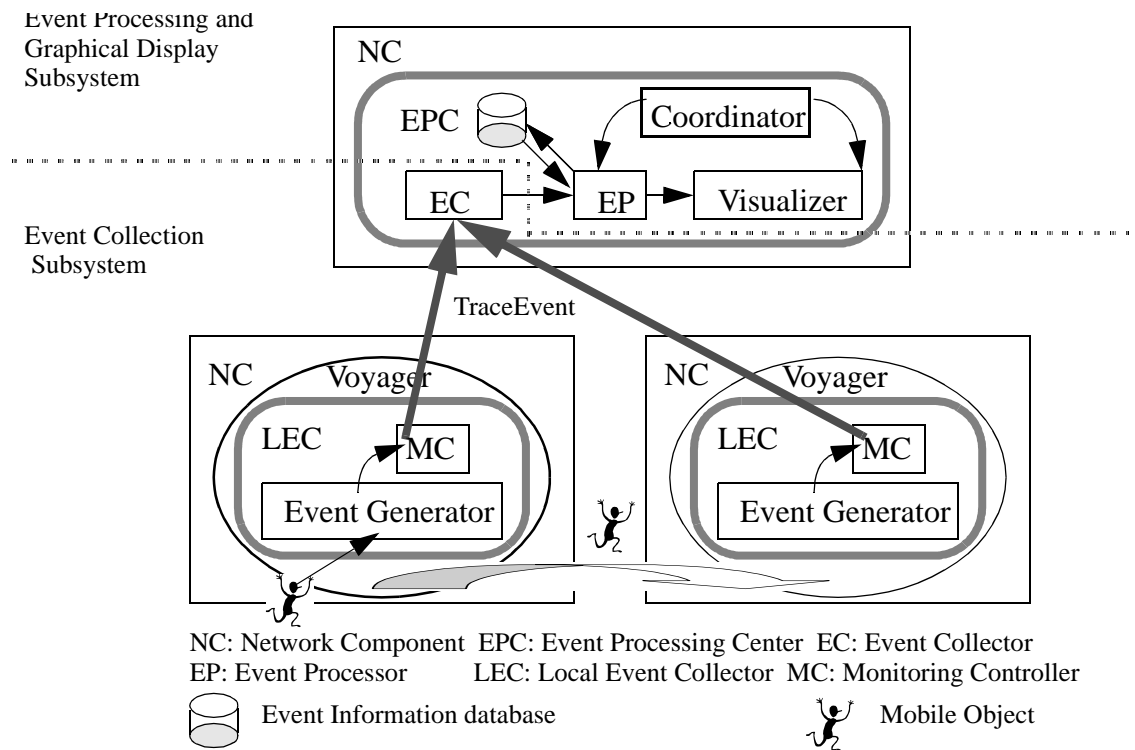 Event Processing and
Graphical Display
Subsystem
NC
EPC
Coordinator
EC
EP
Visualizer
Event Collection
Subsystem
TraceEvent
NC
Voyager
LEC
MC
Event Generator
NC
Voyager
LEC
MC
Event Generator
NC: Network Component EPC: Event Processing Center EC: Event Collector
EP: Event Processor LEC: Local Event Collector MC: Monitoring Controller
Event Information database
Mobile Object